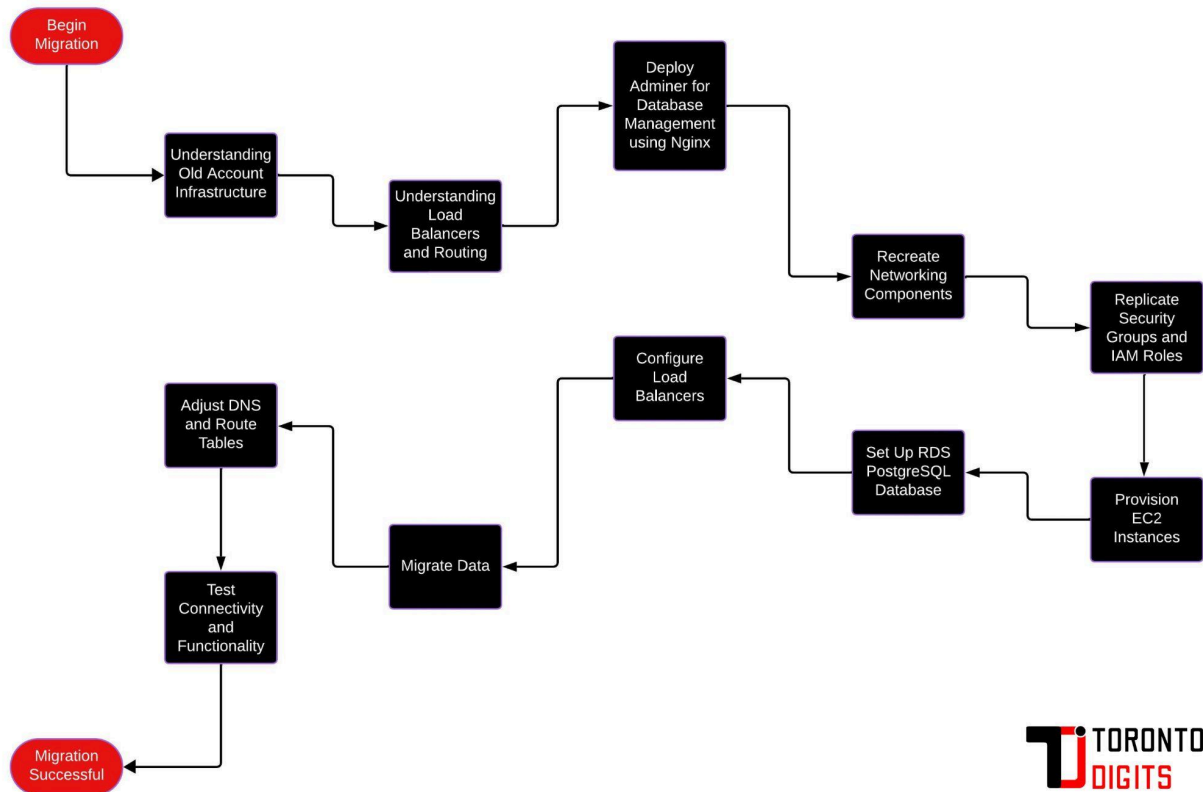 Begin
Migration
Understanding
Old Account
Infrastructure
Understanding
Load
Balancers
and Routing
Deploy
Adminer for
Database
Management
using Nginx
Recreate
Networking
Components
Replicate
Security
Groups and
IAM Roles
Provision
EC2
Instances
Set Up RDS
PostgreSQL
Database
Configure
Load
Balancers
Migrate Data
Adjust DNS
and Route
Tables
Test
Connectivity
and
Functionality
Migration
Successful
TORONTO
DIGITS